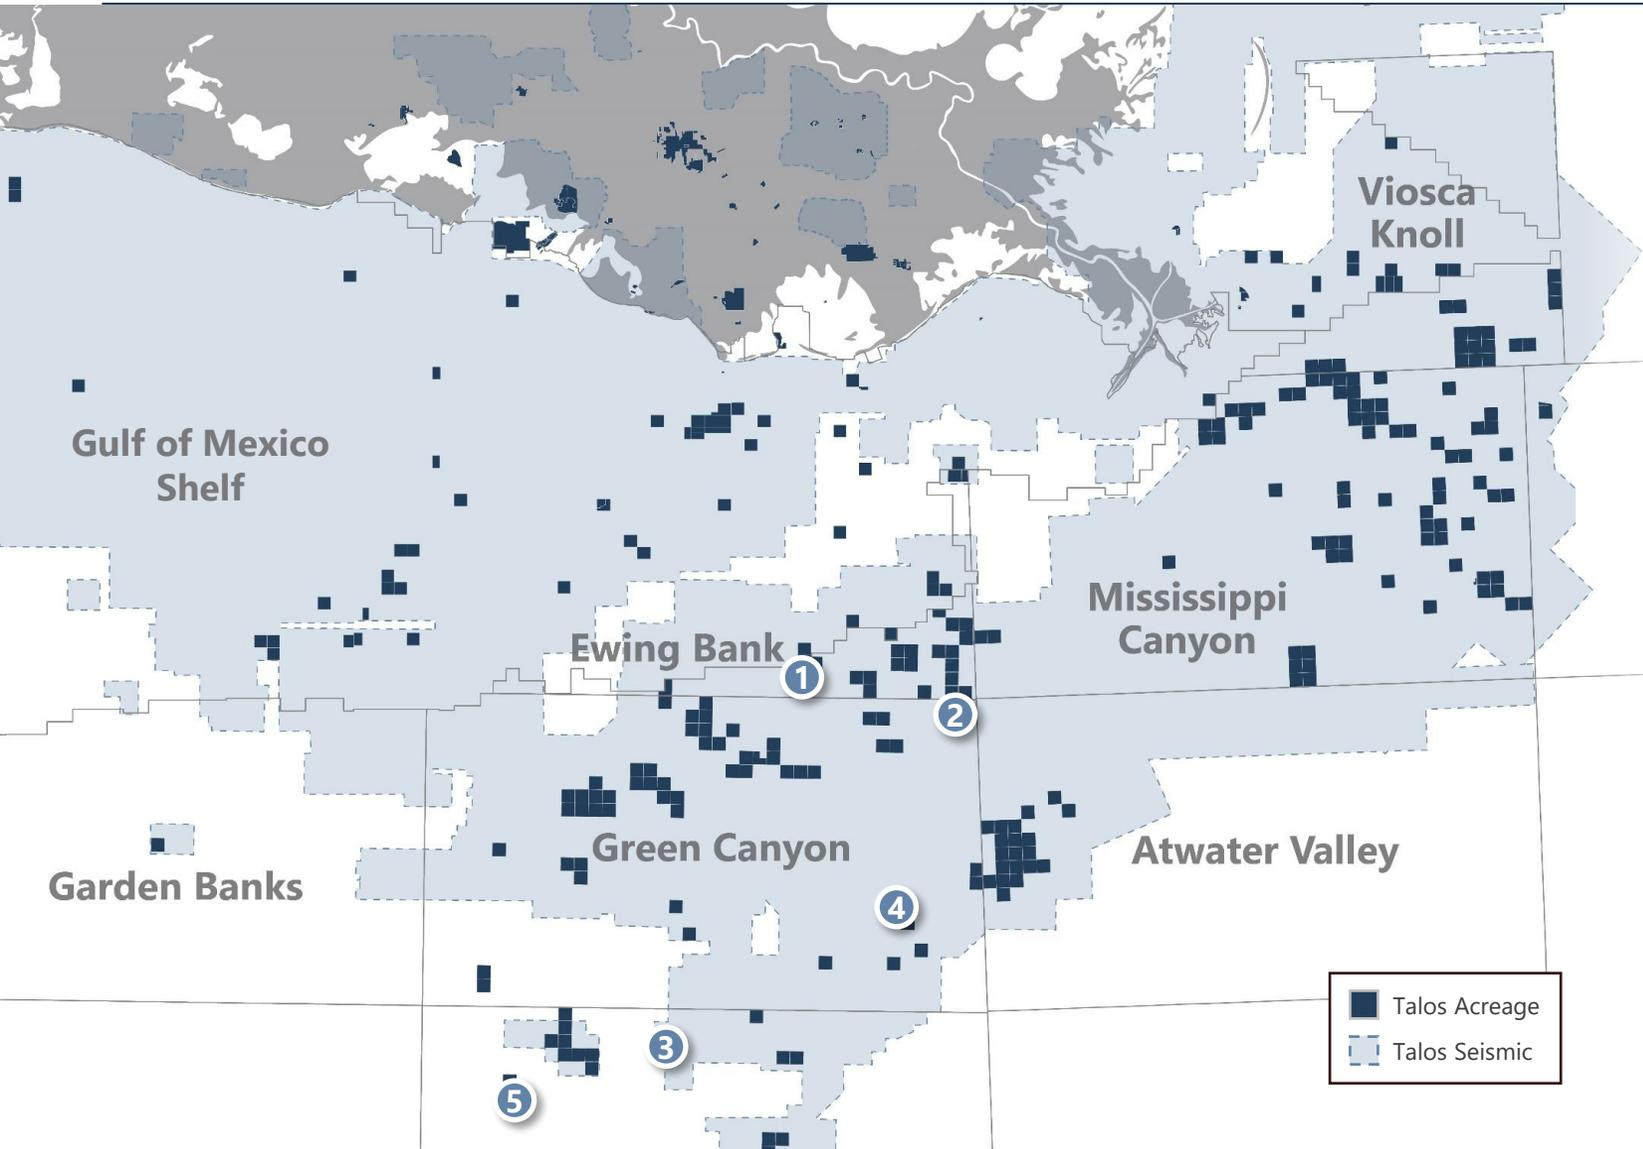 Viosca
Knoll
Gulf of Mexico
Shelf
Mississippi
Canyon
Ewing Bank
1
2
Green Canyon
Atwater Valley
Garden Banks
4
3
5
Talos Acreage
Talos Seismic